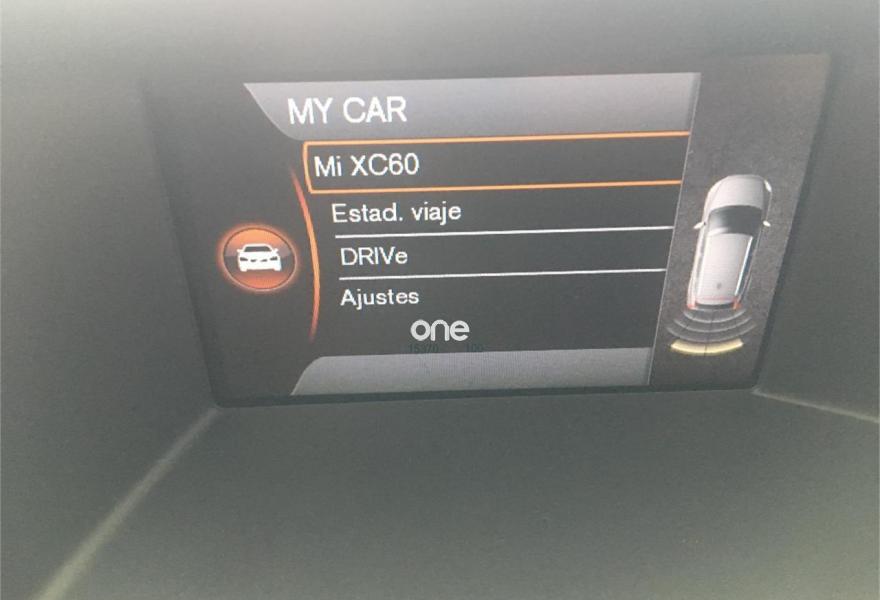 MY CAR
Mi XC60
Estad. viaje
DRIVe
Ajustes
one